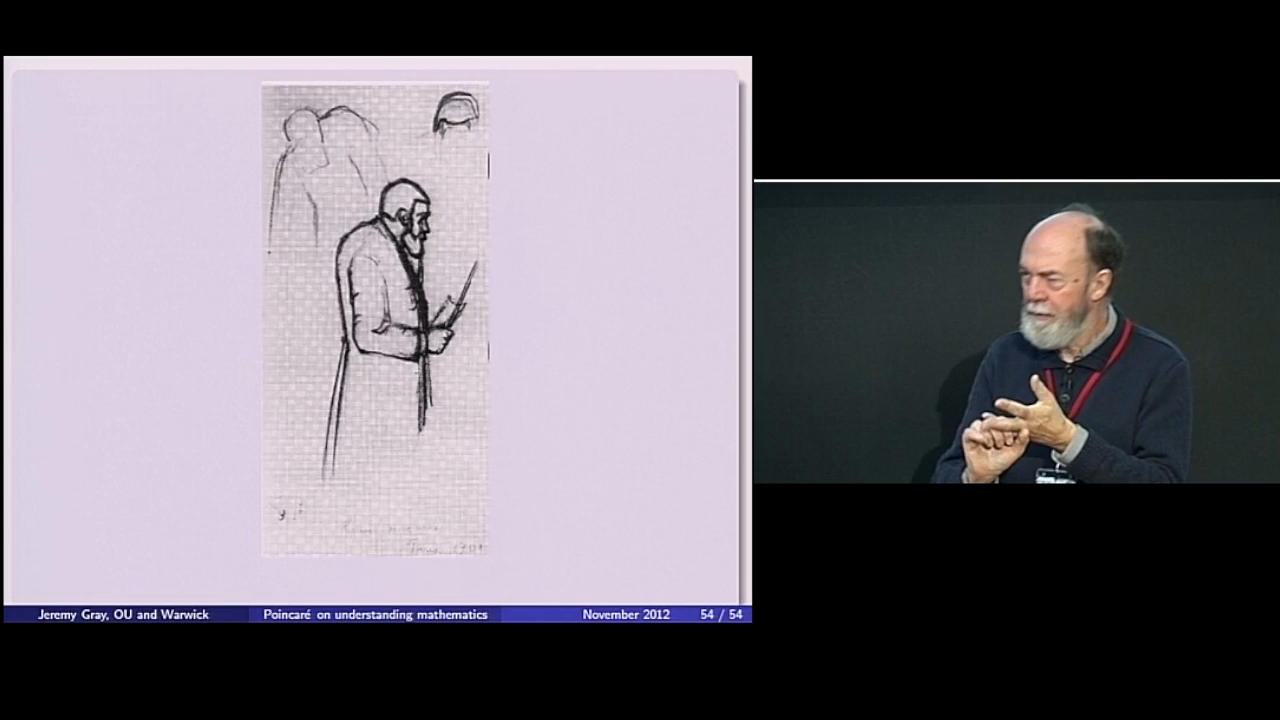 Jeremy Gray, OU and Warwick Poincaré on understanding mathematics November 2012 54 / 54